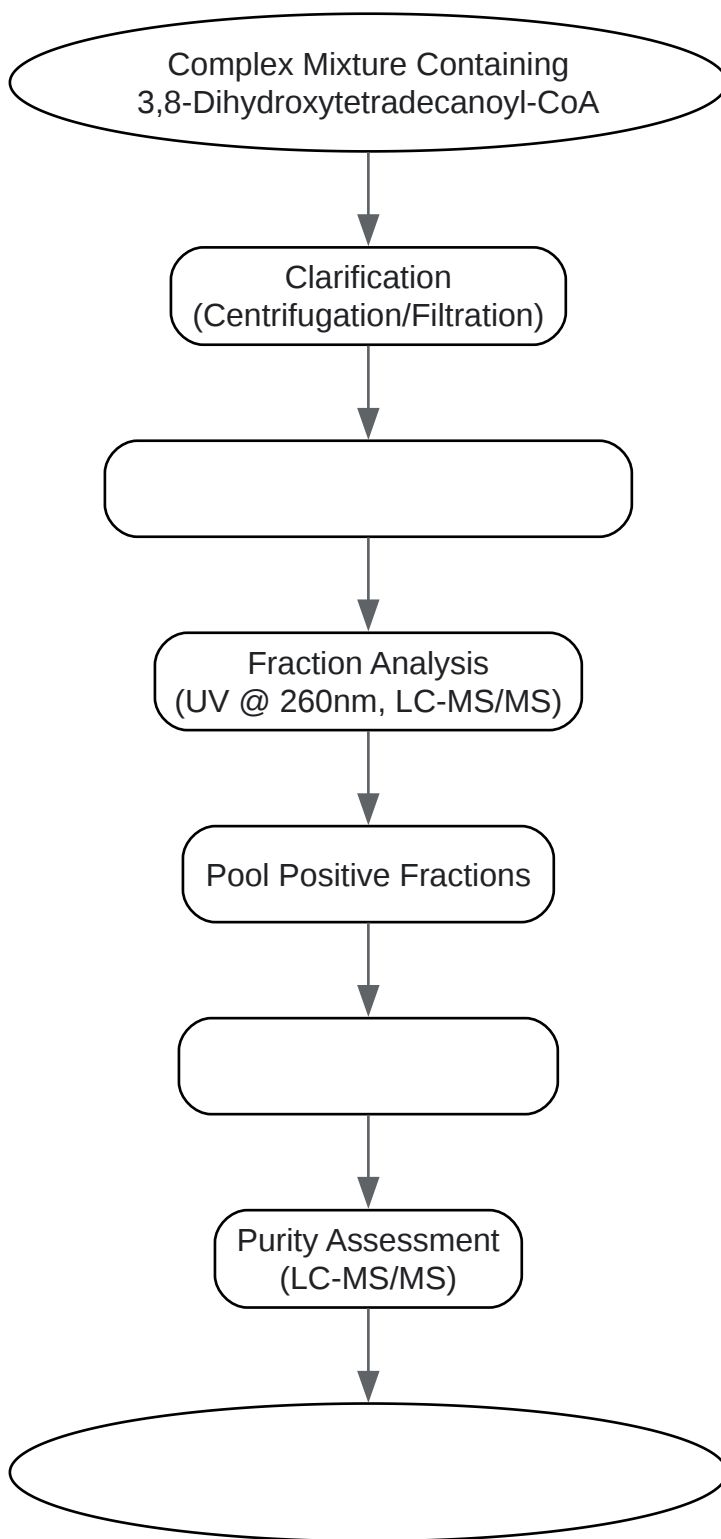 Complex Mixture Containing
3,8-Dihydroxytetradecanoyl-CoA
Clarification
(Centrifugation/Filtration)
Fraction Analysis
(UV @ 260nm, LC-MS/MS)
Pool Positive Fractions
Purity Assessment
(LC-MS/MS)